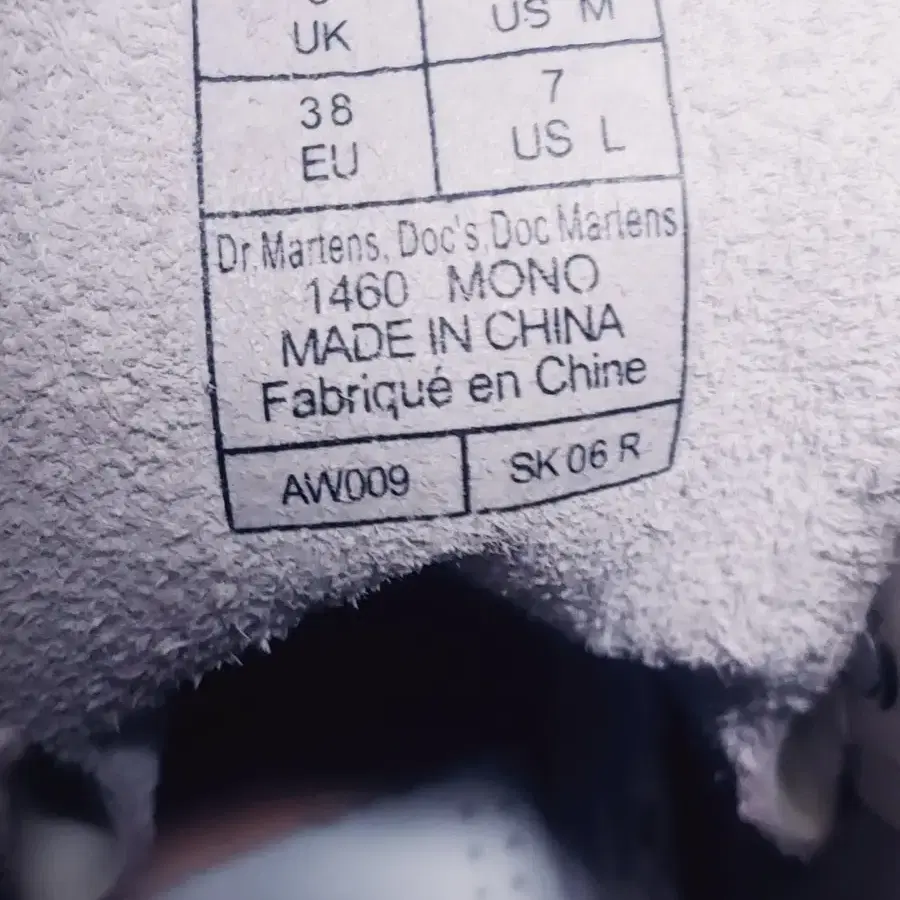 UK
US M
38
EU
7
US L
Dr.Martens, Doc's, Doc Martens
1460 MONO
MADE IN CHINA
Fabriqué en Chine
AW009
SK 06 R